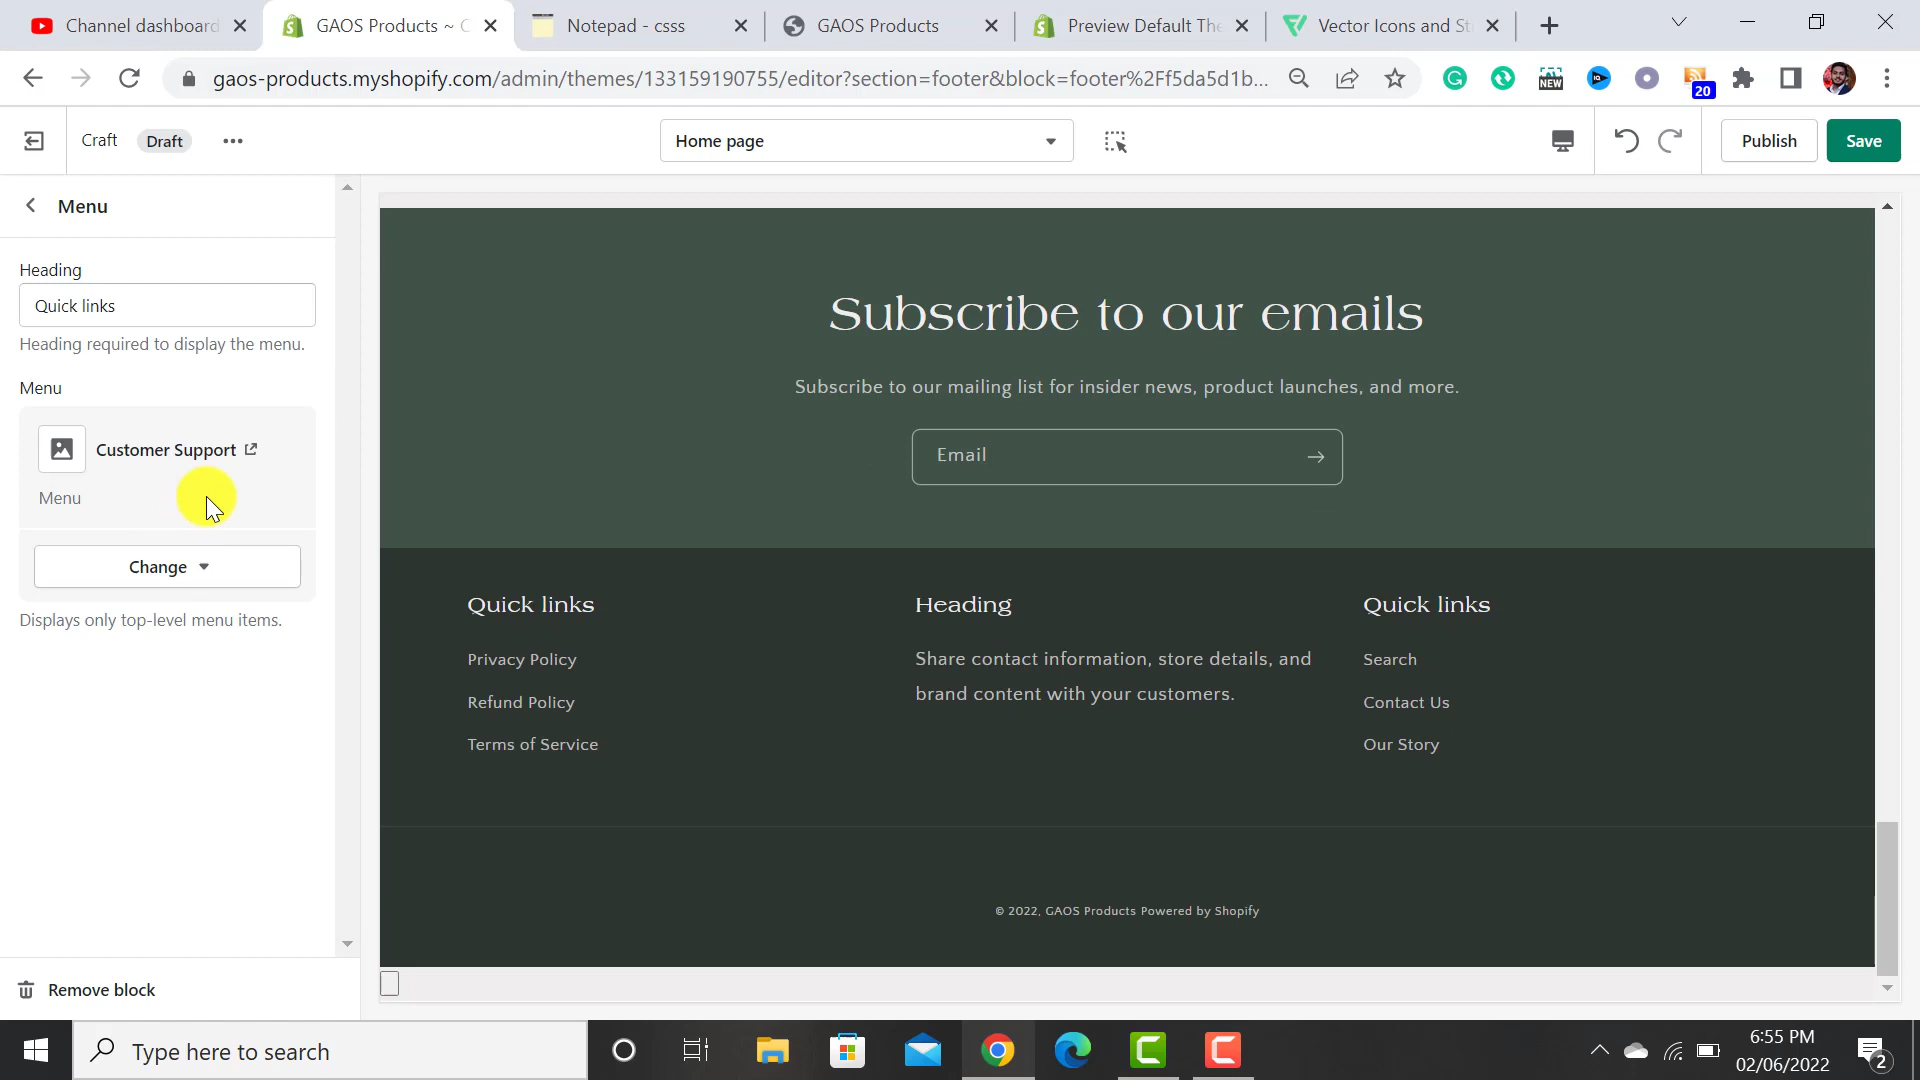 Channel dashboard
GAOS Products ~ C
Notepad - csss
GAOS Products
Preview Default The
Vector Icons and St
gaos-products.myshopify.com/admin/themes/133159190755/editor?section=footer&block=footer%2Ff5da5d1b...
NEW
20
Craft
Draft
Home page
Publish
Save
Menu
Heading
Quick links
Heading required to display the menu.
Menu
Customer Support
Menu
Change
Displays only top-level menu items.
Remove block
Subscribe to our emails
Subscribe to our mailing list for insider news, product launches, and more.
Email
Quick links
Privacy Policy
Refund Policy
Terms of Service
Heading
Share contact information, store details, and
brand content with your customers.
Quick links
Search
Contact Us
Our Story
© 2022, GAOS Products Powered by Shopify
Type here to search
6:55 PM
02/06/2022
2